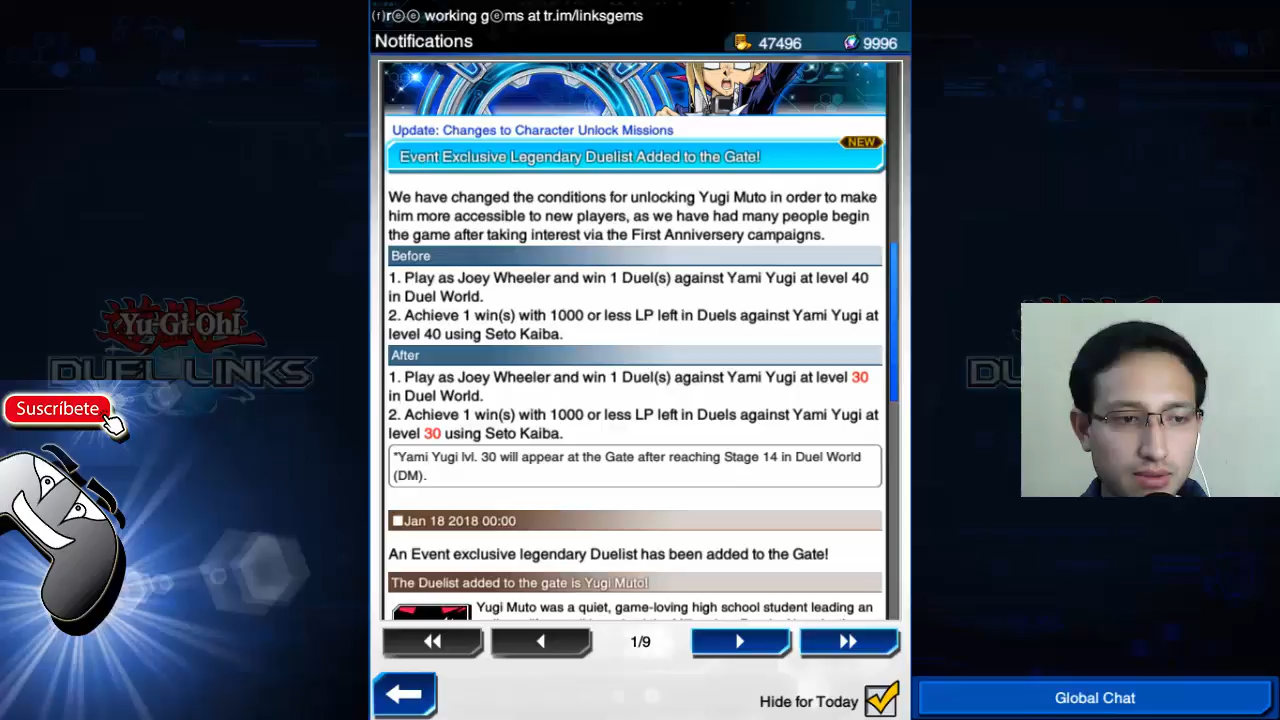 (f)rⓔⓔ working gⓔms at tr.im/linksgems
Notifications
47496
9996
Update: Changes to Character Unlock Missions
NEW
Event Exclusive Legendary Duelist Added to the Gate!
We have changed the conditions for unlocking Yugi Muto in order to make
him more accessible to new players, as we have had many people begin
the game after taking interest via the First Anniversery campaigns.
Before
1. Play as Joey Wheeler and win 1 Duel(s) against Yami Yugi at level 40
in Duel World.
2. Achieve 1 win(s) with 1000 or less LP left in Duels against Yami Yugi at
level 40 using Seto Kaiba.
After
1. Play as Joey Wheeler and win 1 Duel(s) against Yami Yugi at level 30
in Duel World.
2. Achieve 1 win(s) with 1000 or less LP left in Duels against Yami Yugi at
level 30 using Seto Kaiba.
*Yami Yugi lvl. 30 will appear at the Gate after reaching Stage 14 in Duel World
(DM).
■Jan 18 2018 00:00
An Event exclusive legendary Duelist has been added to the Gate!
The Duelist added to the gate is Yugi Muto!
Yugi Muto was a quiet, game-loving high school student leading an
1/9
Hide for Today
Global Chat
Yu-Gi-Oh!
DUEL LINKS
Suscríbete
DU